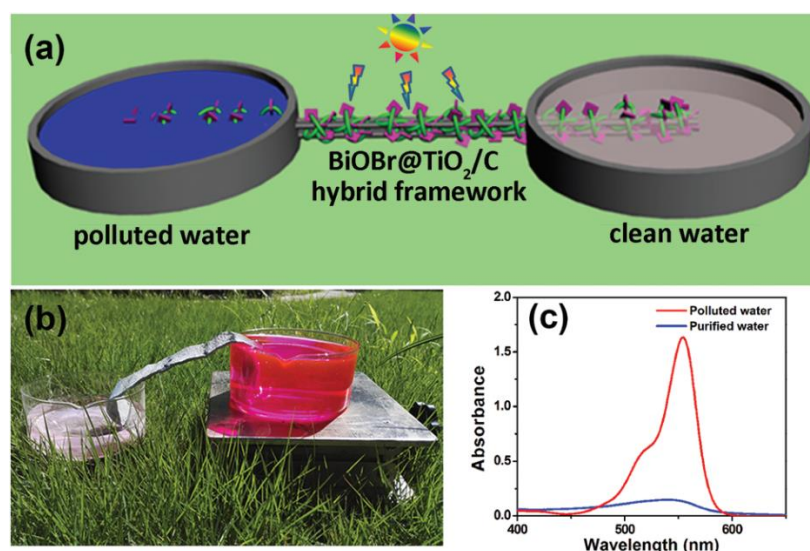 (a)
BiOBr@TiO₂/C
hybrid framework
polluted water
clean water
(b)
(c)
2.0
1.5
1.0
0.5
0.0
Absorbance
Polluted water
Purified water
400
500
600
Wavelength (nm)